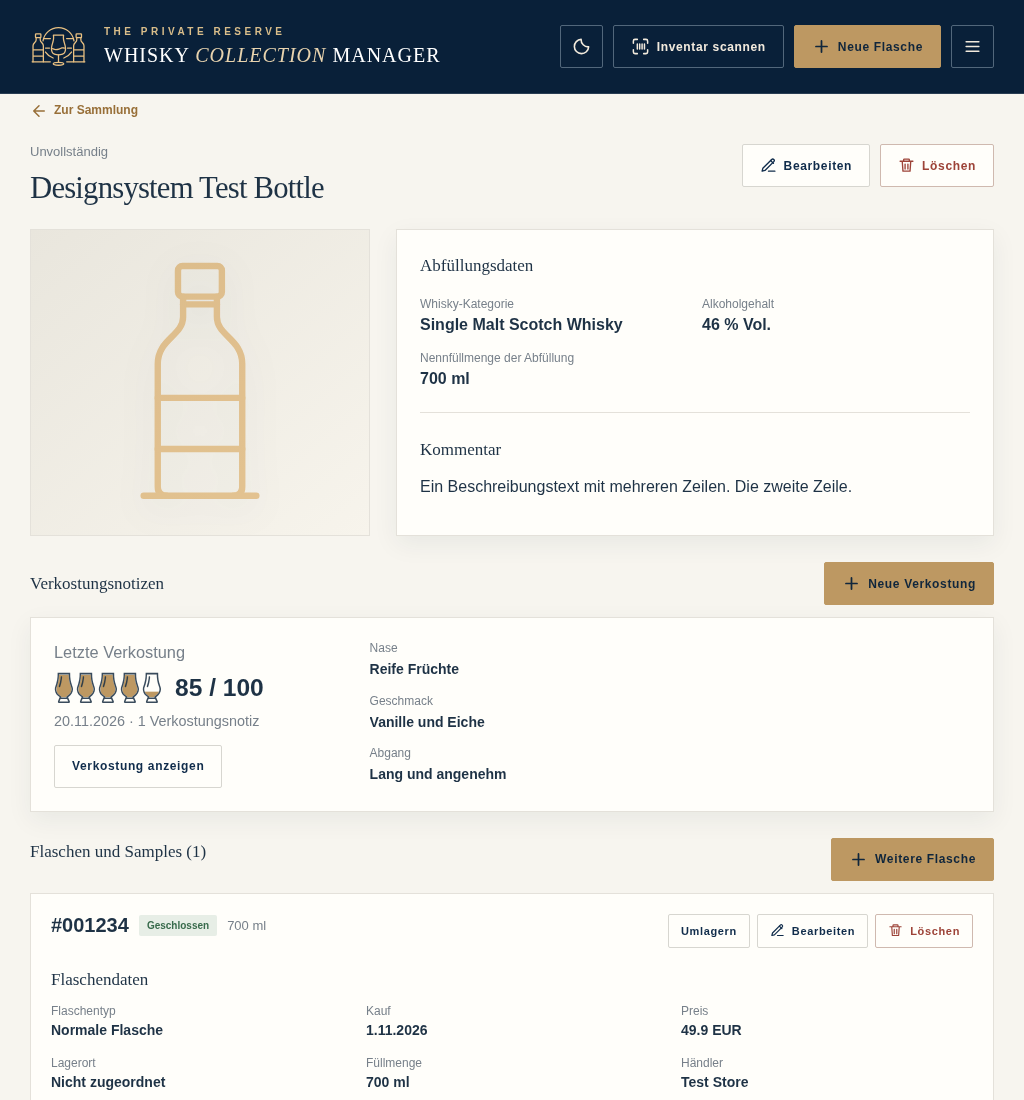 THE PRIVATE RESERVE
WHISKY COLLECTION MANAGER
Inventar scannen
Neue Flasche
Zur Sammlung
Unvollständig
Designsystem Test Bottle
Bearbeiten
Löschen
Abfüllungsdaten
Whisky-Kategorie
Single Malt Scotch Whisky
Alkoholgehalt
46 % Vol.
Nennfüllmenge der Abfüllung
700 ml
Kommentar
Ein Beschreibungstext mit mehreren Zeilen. Die zweite Zeile.
Verkostungsnotizen
Neue Verkostung
Letzte Verkostung
85 / 100
20.11.2026 · 1 Verkostungsnotiz
Verkostung anzeigen
Nase
Reife Früchte
Geschmack
Vanille und Eiche
Abgang
Lang und angenehm
Flaschen und Samples (1)
Weitere Flasche
#001234 Geschlossen 700 ml
Umlagern
Bearbeiten
Löschen
Flaschendaten
Flaschentyp
Normale Flasche
Kauf
1.11.2026
Preis
49.9 EUR
Lagerort
Nicht zugeordnet
Füllmenge
700 ml
Händler
Test Store